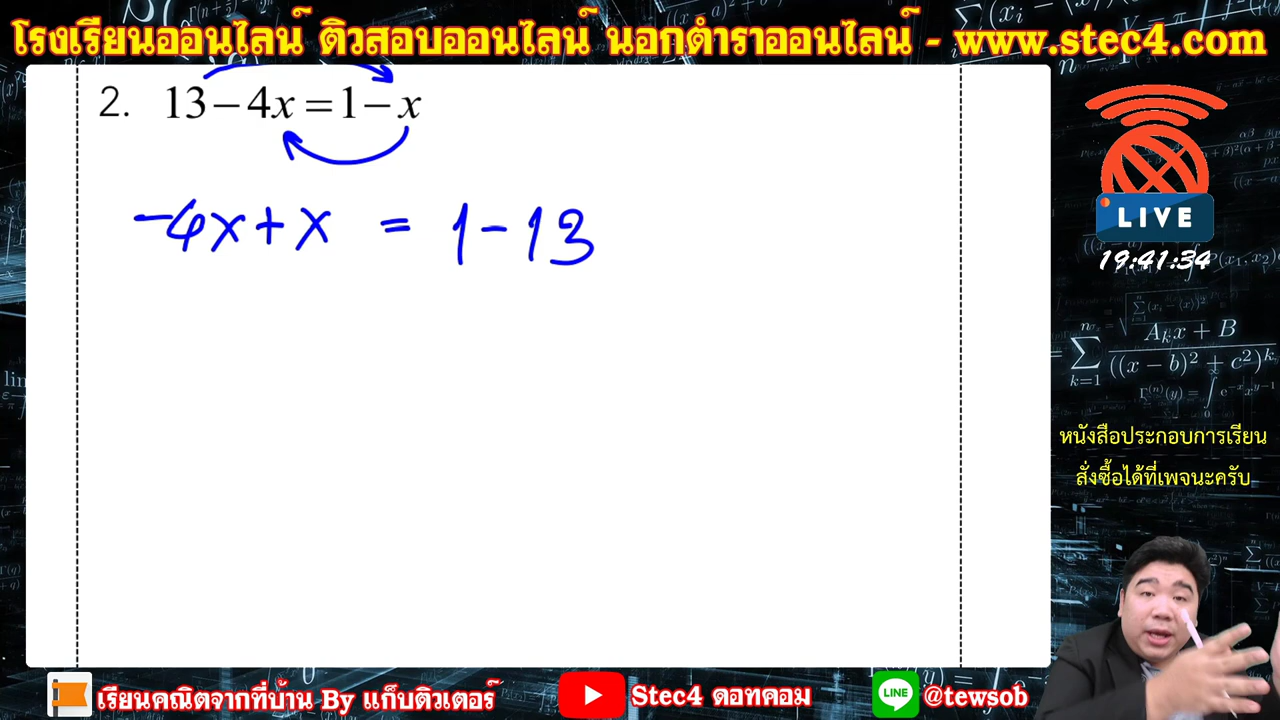 โรงเรียนออนไลน์ ติวสอบออนไลน์ นอกตำราออนไลน์ - www.stec4.com
2. 13 − 4x = 1 − x
-4x + x = 1 - 13
LIVE
19:41:34
หนังสือประกอบการเรียน
สั่งซื้อได้ที่เพจนะครับ
เรียนคณิตจากที่บ้าน By แก็บติวเตอร์
Stec4 ดอทคอม
LINE @tewsob